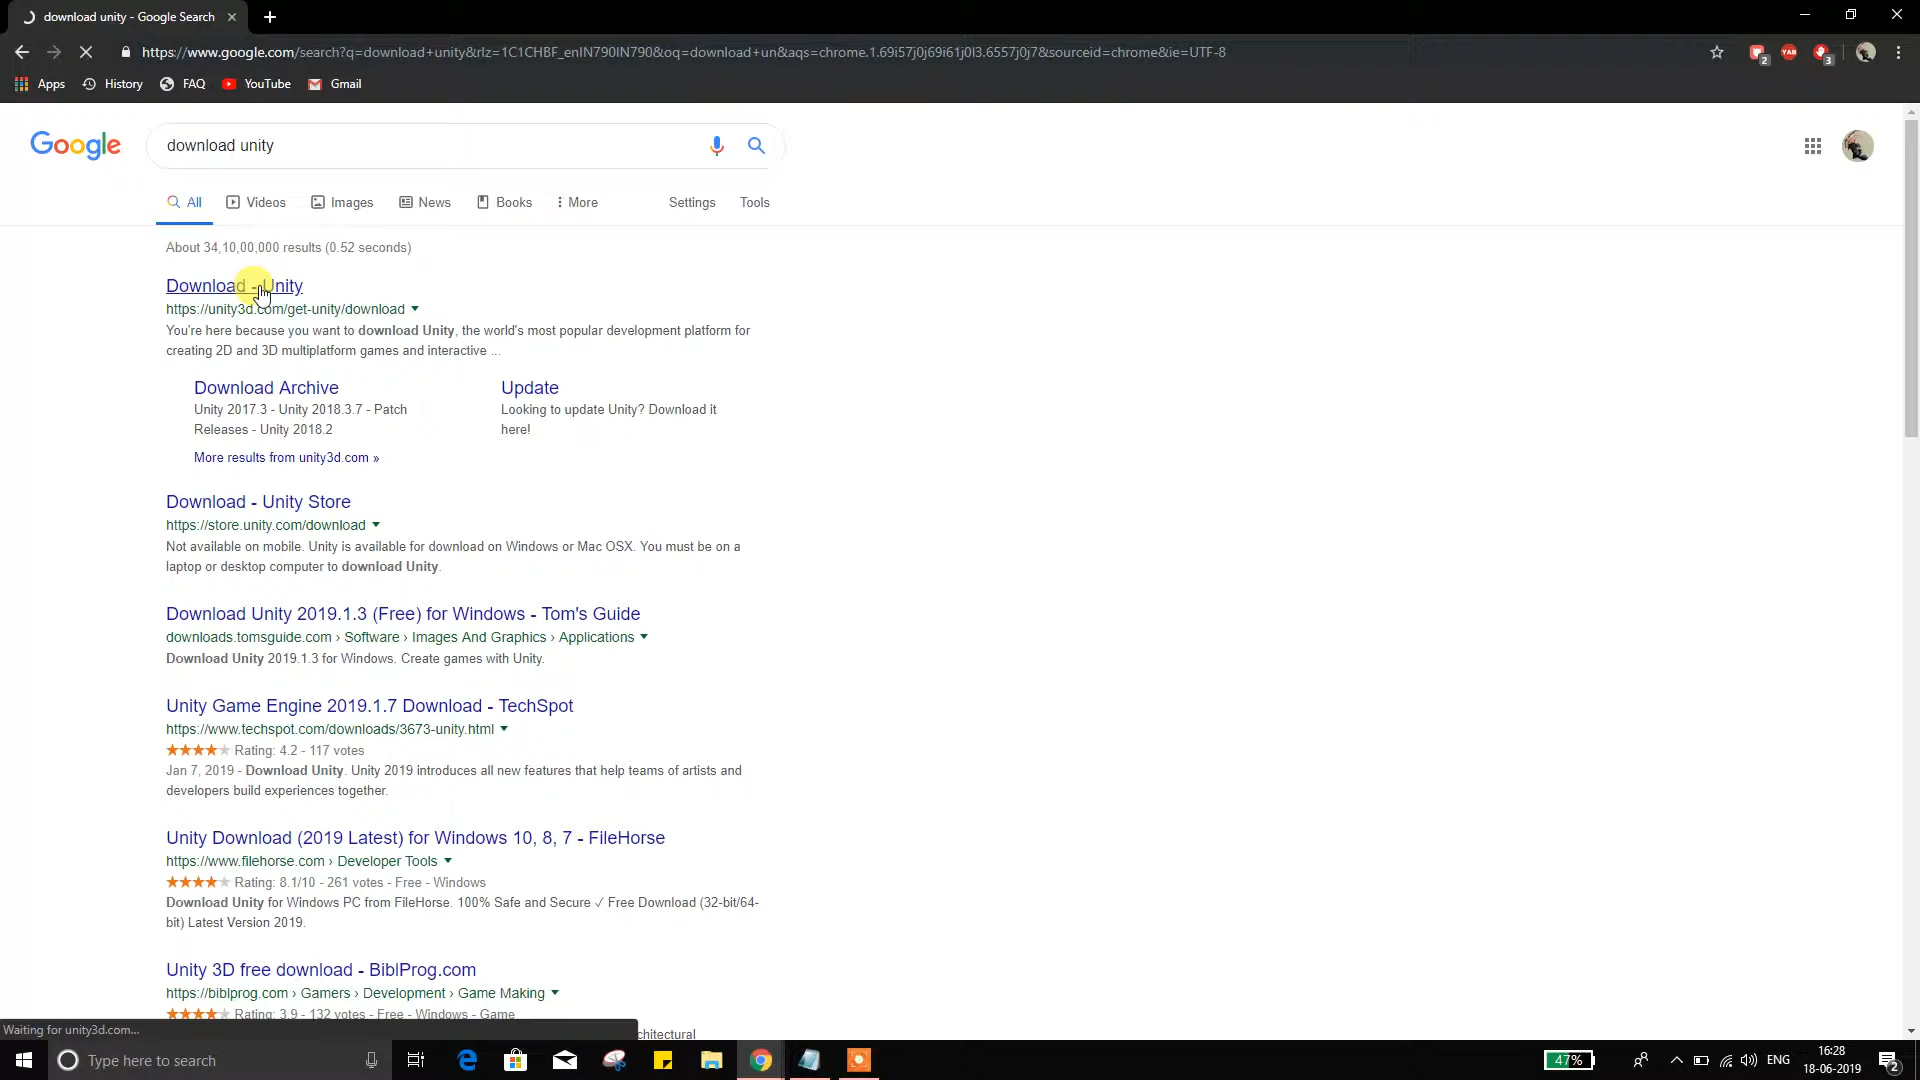 download unity - Google Search
https://www.google.com/search?q=download+unity&rlz=1C1CHBF_enIN790IN790&oq=download+un&aqs=chrome.1.69i57j0j69i61j0l3.6557j0j7&sourceid=chrome&ie=UTF-8
2
YAB
3
Apps History FAQ YouTube Gmail
Google
download unity
All Videos Images News Books More Settings Tools
About 34,10,00,000 results (0.52 seconds)
Download - Unity
https://unity3d.com/get-unity/download
You're here because you want to download Unity, the world's most popular development platform for
creating 2D and 3D multiplatform games and interactive ...
Download Archive
Unity 2017.3 - Unity 2018.3.7 - Patch
Releases - Unity 2018.2
Update
Looking to update Unity? Download it
here!
More results from unity3d.com »
Download - Unity Store
https://store.unity.com/download
Not available on mobile. Unity is available for download on Windows or Mac OSX. You must be on a
laptop or desktop computer to download Unity.
Download Unity 2019.1.3 (Free) for Windows - Tom's Guide
downloads.tomsguide.com › Software › Images And Graphics › Applications
Download Unity 2019.1.3 for Windows. Create games with Unity.
Unity Game Engine 2019.1.7 Download - TechSpot
https://www.techspot.com/downloads/3673-unity.html
Rating: 4.2 - 117 votes
Jan 7, 2019 - Download Unity. Unity 2019 introduces all new features that help teams of artists and
developers build experiences together.
Unity Download (2019 Latest) for Windows 10, 8, 7 - FileHorse
https://www.filehorse.com › Developer Tools
Rating: 8.1/10 - 261 votes - Free - Windows
Download Unity for Windows PC from FileHorse. 100% Safe and Secure ✓ Free Download (32-bit/64-
bit) Latest Version 2019.
Unity 3D free download - BiblProg.com
https://biblprog.com › Gamers › Development › Game Making
Rating: 3.9 - 132 votes - Free - Windows - Game
chitectural
Waiting for unity3d.com...
Type here to search
47%
ENG
16:28
18-06-2019
2